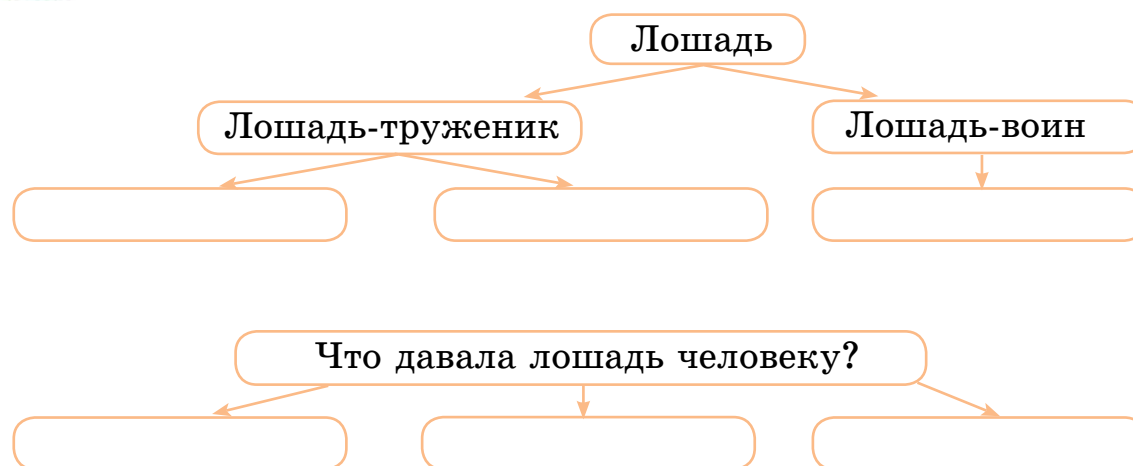 Лошадь
Лошадь-труженик
Лошадь-воин
Что давала лошадь человеку?